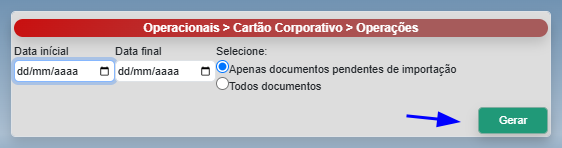 Operacionais > Cartão Corporativo > Operações
Data inícial Data final Selecione:
dd/mm/aaaa dd/mm/aaaa Apenas documentos pendentes de importação
Todos documentos
Gerar